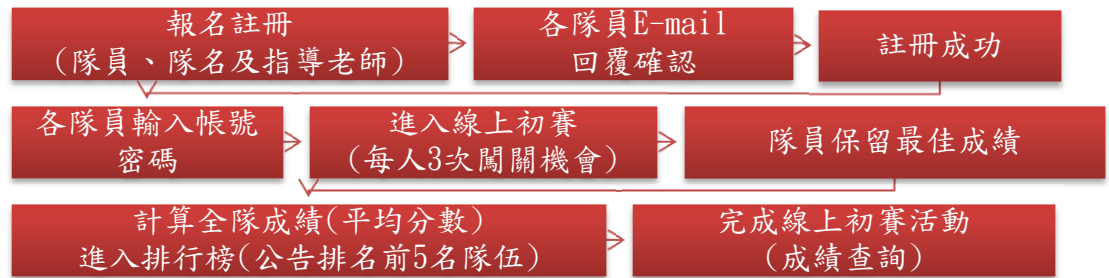 報名註冊
(隊員、隊名及指導老師)
各隊員E-mail
回覆確認
註冊成功
各隊員輸入帳號
密碼
進入線上初賽
(每人3次闖關機會)
隊員保留最佳成績
計算全隊成績(平均分數)
進入排行榜(公告排名前5名隊伍)
完成線上初賽活動
(成績查詢)